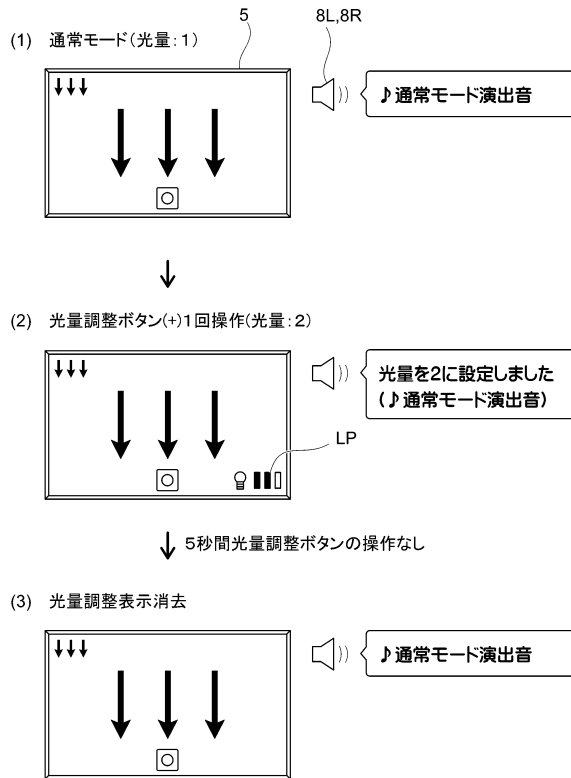 5
8L,8R
(1) 通常モード(光量:1)
♪通常モード演出音
(2) 光量調整ボタン(+)1回操作(光量:2)
光量を2に設定しました
(♪通常モード演出音)
LP
5秒間光量調整ボタンの操作なし
(3) 光量調整表示消去
♪通常モード演出音